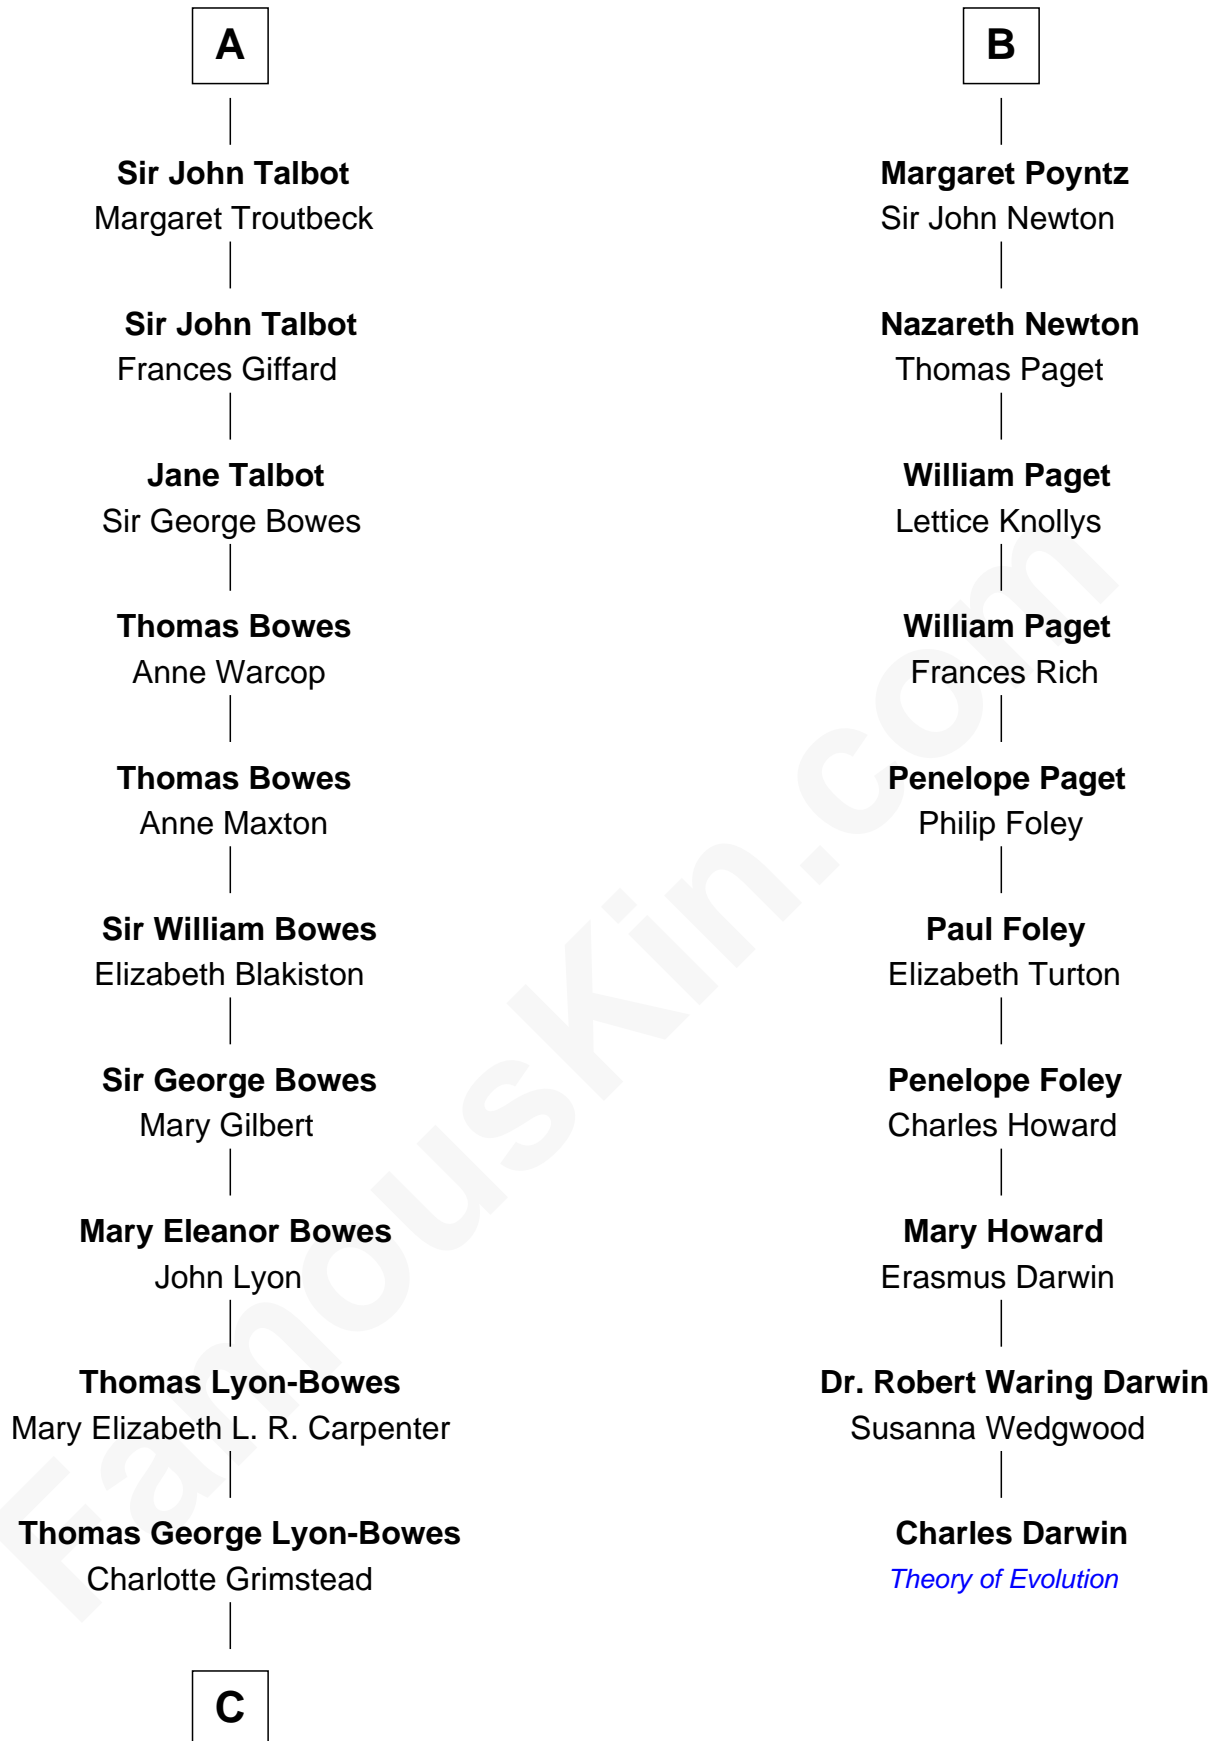 A
Sir John Talbot
Margaret Troutbeck
Sir John Talbot
Frances Giffard
Jane Talbot
Sir George Bowes
Thomas Bowes
Anne Warcop
Thomas Bowes
Anne Maxton
Sir William Bowes
Elizabeth Blakiston
Sir George Bowes
Mary Gilbert
Mary Eleanor Bowes
John Lyon
Thomas Lyon-Bowes
Mary Elizabeth L. R. Carpenter
Thomas George Lyon-Bowes
Charlotte Grimstead
C
B
Margaret Poyntz
Sir John Newton
Nazareth Newton
Thomas Paget
William Paget
Lettice Knollys
William Paget
Frances Rich
Penelope Paget
Philip Foley
Paul Foley
Elizabeth Turton
Penelope Foley
Charles Howard
Mary Howard
Erasmus Darwin
Dr. Robert Waring Darwin
Susanna Wedgwood
Charles Darwin
Theory of Evolution
FamousKin.com